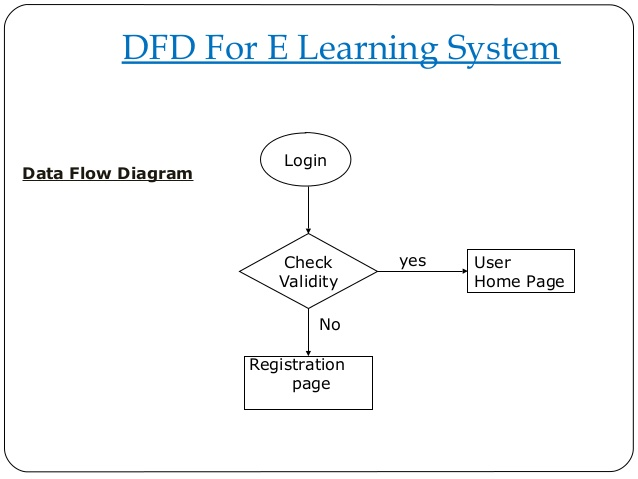 DFD For E Learning System
Data Flow Diagram
Login
Check
Validity
yes
User
Home Page
No
Registration
page